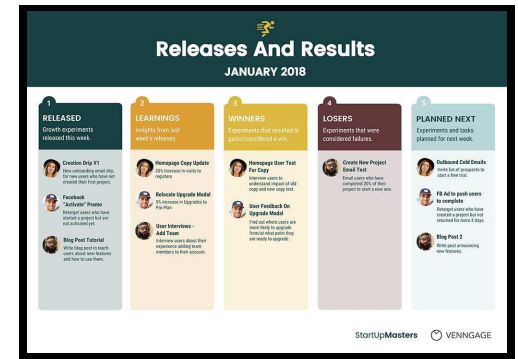 Releases And Results
JANUARY 2018
1
RELEASED
Growth experiments
released this week.
Creation Drip V1
New onboarding email drip
for new users who have not
created their first project.
Facebook
"Activate" Promo
Retarget users who have
started a project but are
not activated yet.
Blog Post Tutorial
Write blog post to teach
users about new features
and how to use them.
2
LEARNINGS
Insights from last
week's releases.
Homepage Copy Update
20% increase in visits to
registers.
Relocate Upgrade Modal
5% increase in Upgrades to
Pro Plan
User Interviews -
Add Team
Interview users about their
experience adding team
members to their account.
3
WINNERS
Experiments that resulted in
gains/considered a win.
Homepage User Test
For Copy
Interview users to
understand impact of old
copy and new copy test.
User Feedback On
Upgrade Modal
Find out where users are
more likely to upgrade
from/at what point they
are ready to upgrade.
4
LOSERS
Experiments that were
considered failures.
Create New Project
Email Test
Email users who have
completed 20% of their
project to start a new one.
5
PLANNED NEXT
Experiments and tasks
planned for next week.
Outbound Cold Emails
Invite list of prospects to
start a free trial.
FB Ad to push users
to complete
Retarget users who have
created a project but not
returned for more 3 days.
Blog Post 2
Write post announcing
new features.
StartUpMasters
VENNGAGE